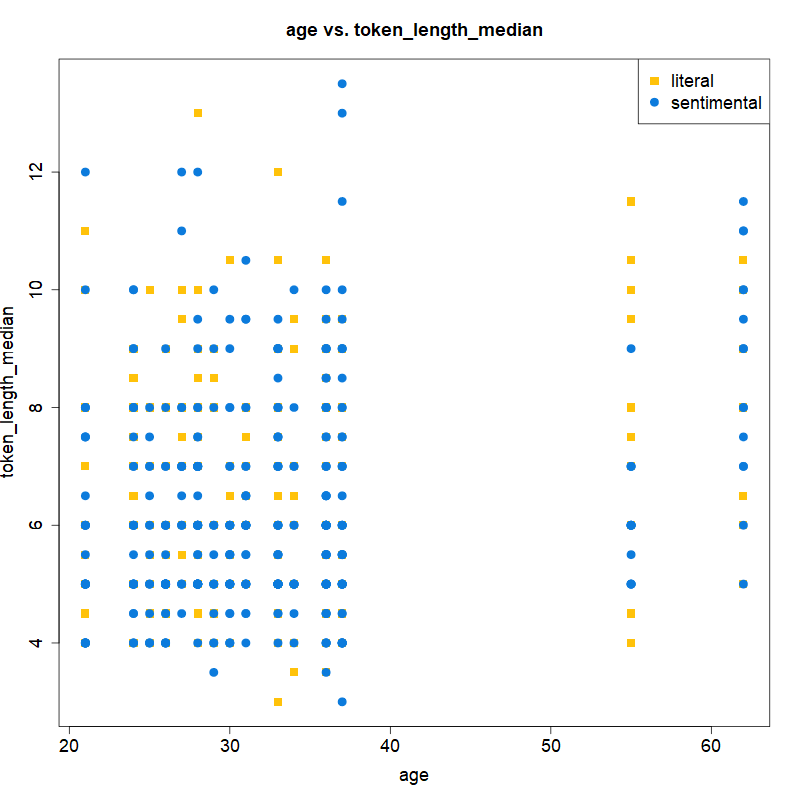 age vs. token_length_median
literal
sentimental
token_length_median
12
10
8
6
4
20 30 40 50 60
age